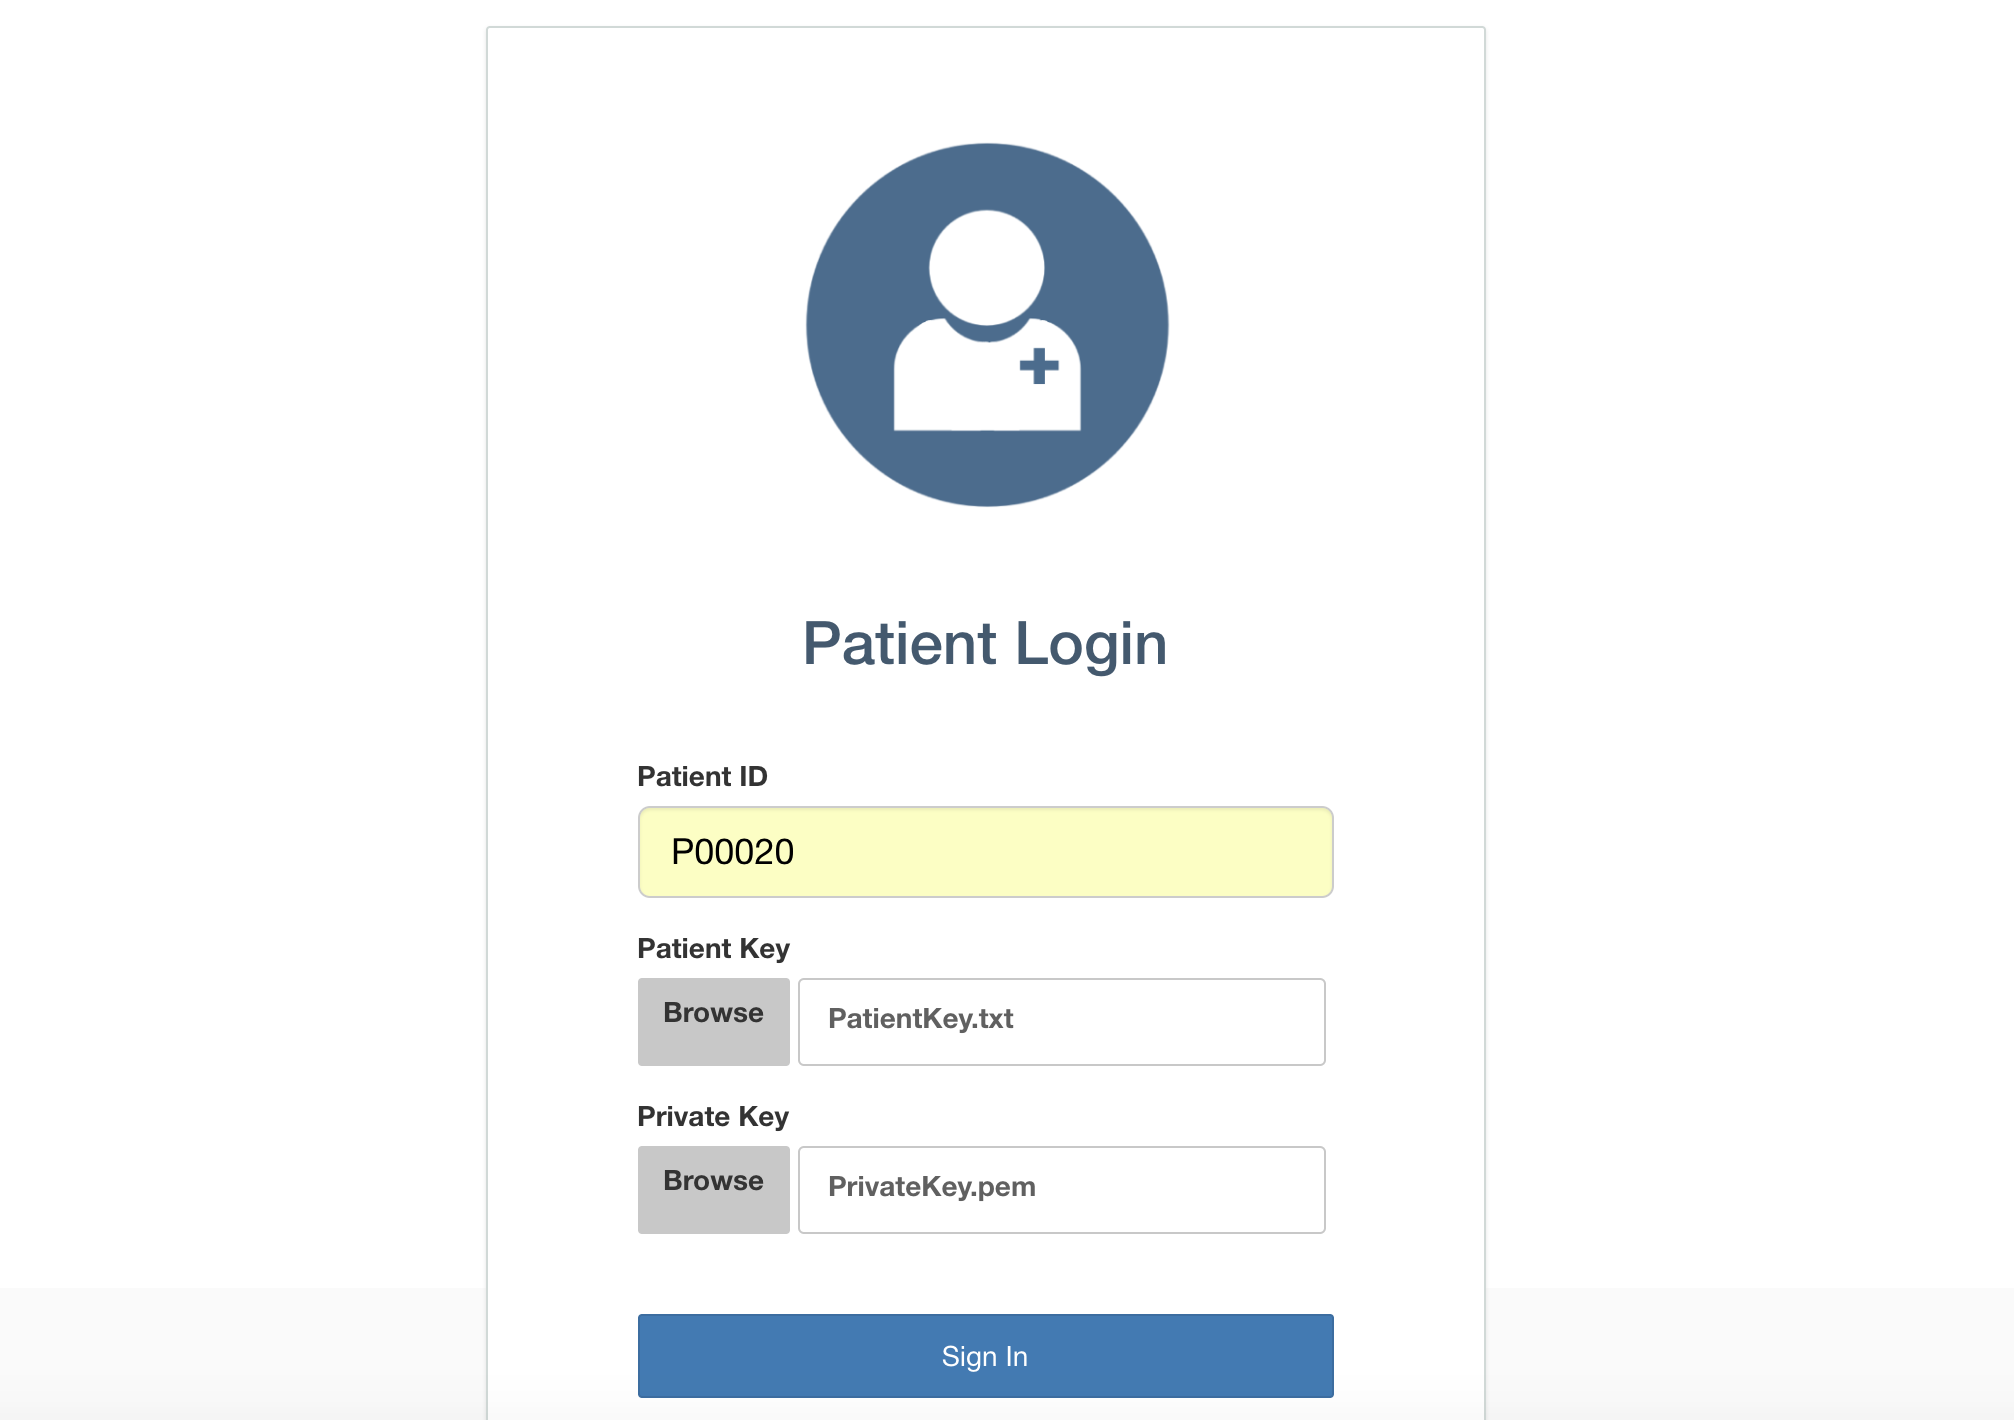 Patient Login
Patient ID
P00020
Patient Key
Browse PatientKey.txt
Private Key
Browse PrivateKey.pem
Sign In